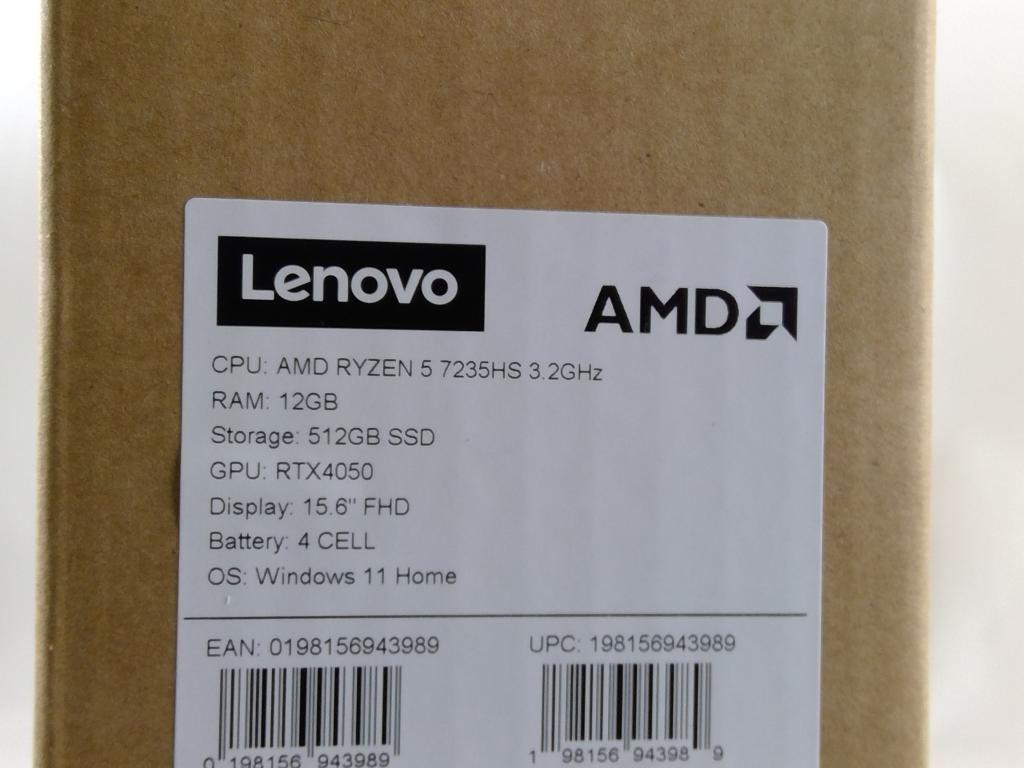 Lenovo
AMD
CPU: AMD RYZEN 5 7235HS 3.2GHz
RAM: 12GB
Storage: 512GB SSD
GPU: RTX4050
Display: 15.6" FHD
Battery: 4 CELL
OS: Windows 11 Home
EAN: 0198156943989 UPC: 198156943989
0 198156 943989 1 98156 94398 9